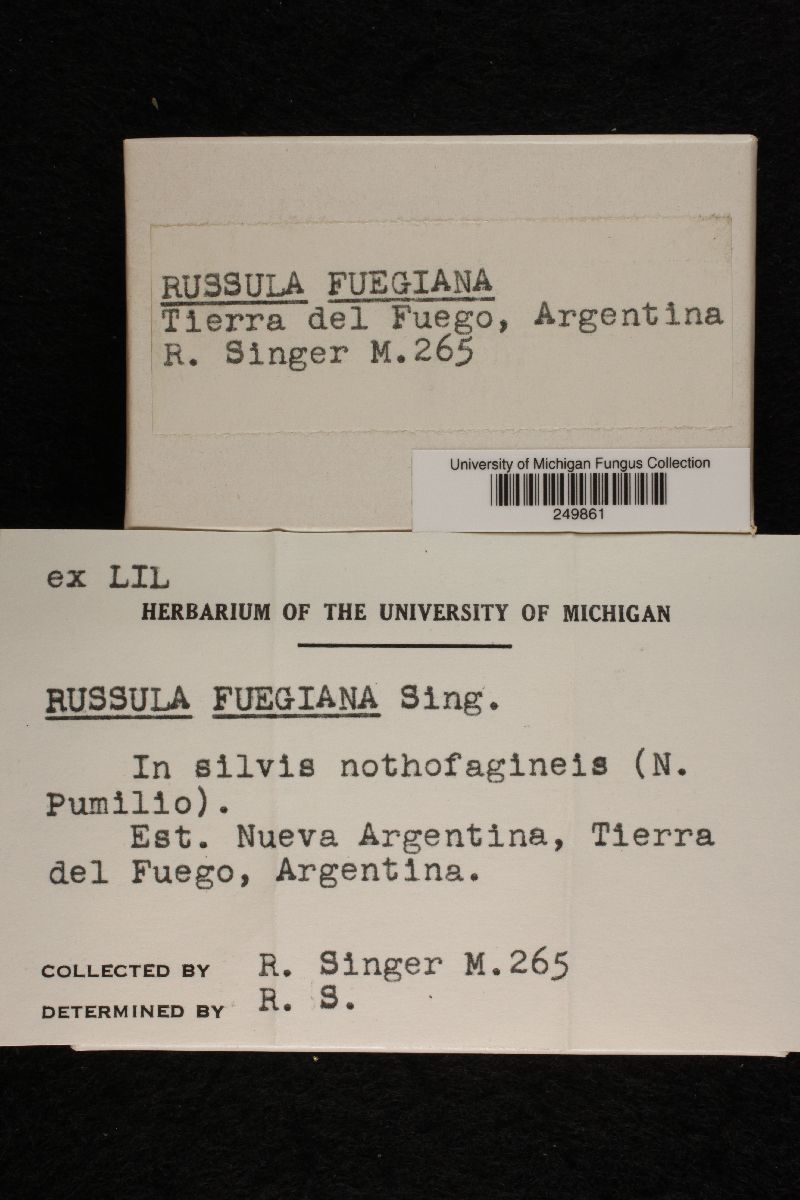 RUSSULA FUEGIANA
Tierra del Fuego, Argentina
R. Singer M.265
University of Michigan Fungus Collection
249861
ex LIL
HERBARIUM OF THE UNIVERSITY OF MICHIGAN
RUSSULA FUEGIANA Sing.
In silvis nothofagineis (N.
Pumilio).
Est. Nueva Argentina, Tierra
del Fuego, Argentina.
COLLECTED BY R. Singer M.265
DETERMINED BY R. S.